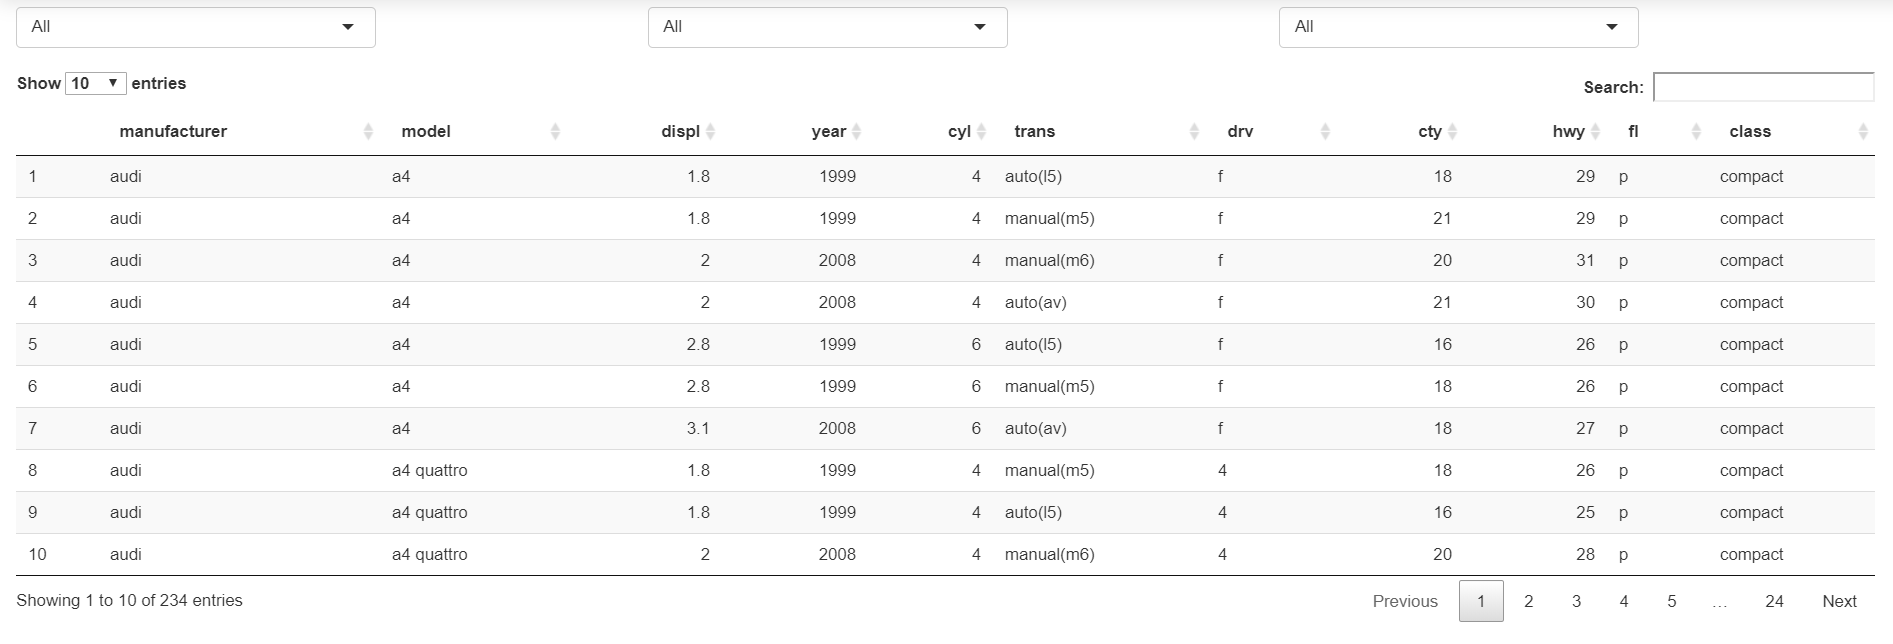 All All All
Show 10 entries Search:
manufacturer model displ year cyl trans drv cty hwy fl class
1 audi a4 1.8 1999 4 auto(l5) f 18 29 p compact
2 audi a4 1.8 1999 4 manual(m5) f 21 29 p compact
3 audi a4 2 2008 4 manual(m6) f 20 31 p compact
4 audi a4 2 2008 4 auto(av) f 21 30 p compact
5 audi a4 2.8 1999 6 auto(l5) f 16 26 p compact
6 audi a4 2.8 1999 6 manual(m5) f 18 26 p compact
7 audi a4 3.1 2008 6 auto(av) f 18 27 p compact
8 audi a4 quattro 1.8 1999 4 manual(m5) 4 18 26 p compact
9 audi a4 quattro 1.8 1999 4 auto(l5) 4 16 25 p compact
10 audi a4 quattro 2 2008 4 manual(m6) 4 20 28 p compact
Showing 1 to 10 of 234 entries Previous 1 2 3 4 5 … 24 Next